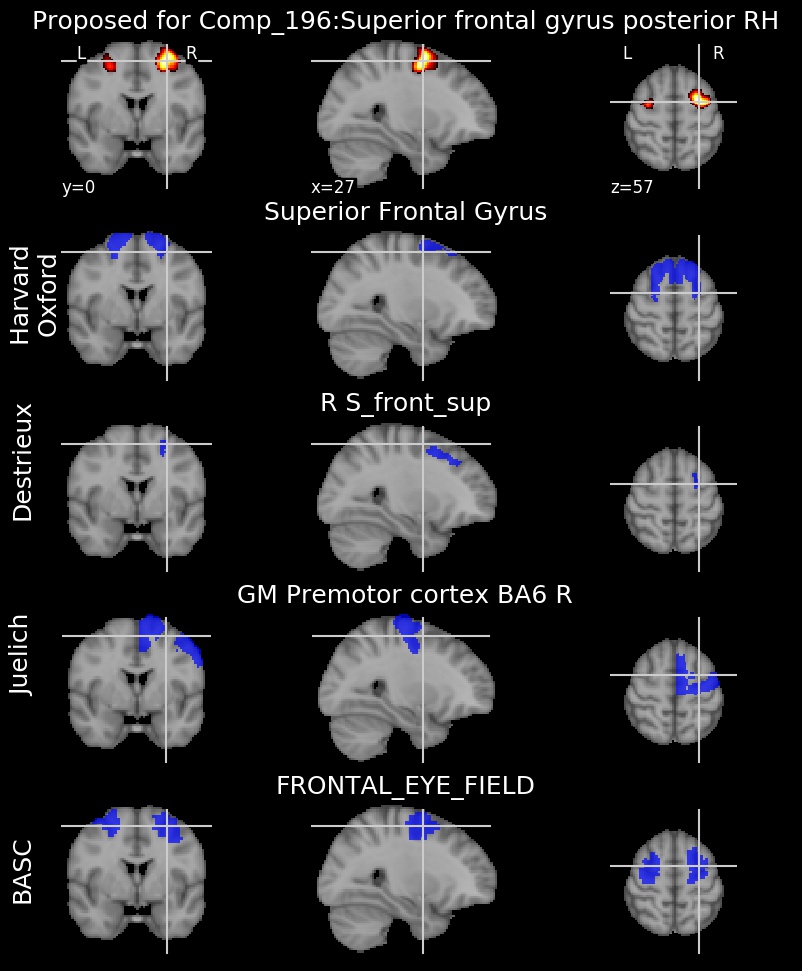 Proposed for Comp_196:Superior frontal gyrus posterior RH
L R L R
y=0 x=27 z=57
Superior Frontal Gyrus
Harvard
Oxford
R S_front_sup
Destrieux
GM Premotor cortex BA6 R
Juelich
FRONTAL_EYE_FIELD
BASC